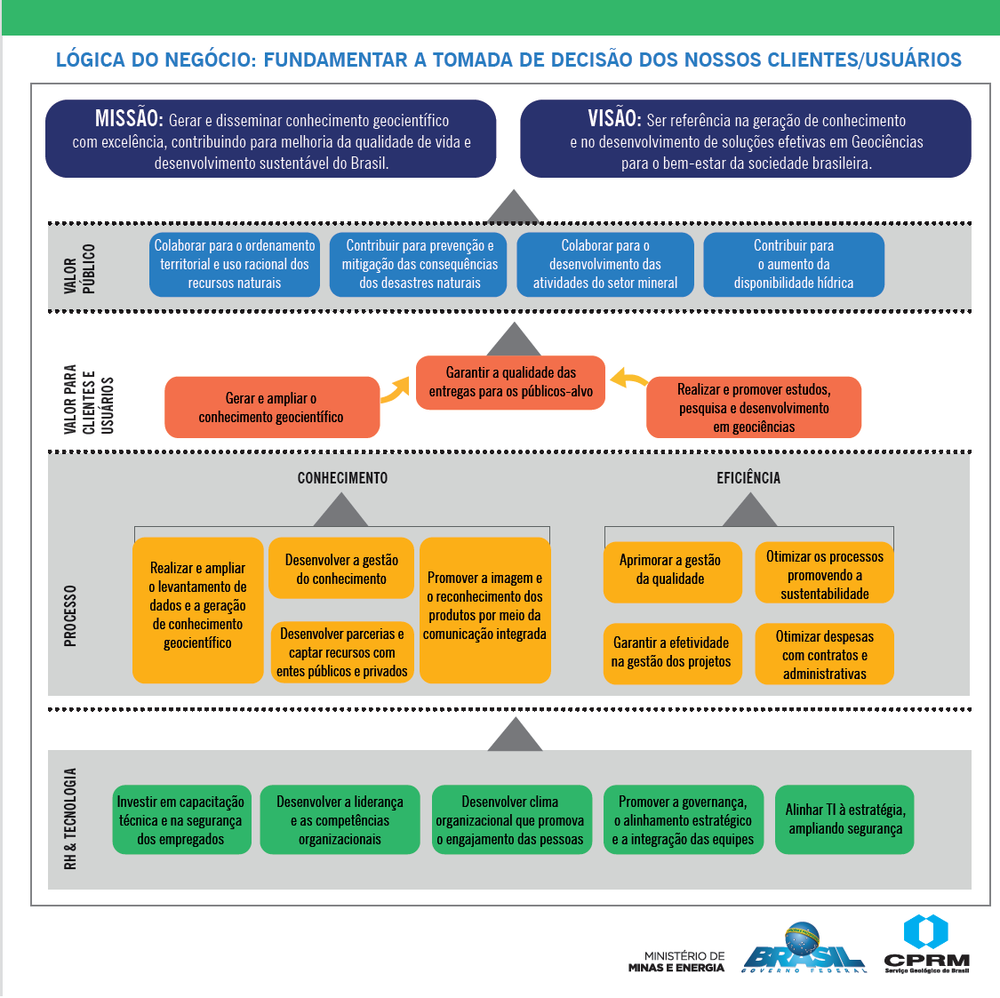 LÓGICA DO NEGÓCIO: FUNDAMENTAR A TOMADA DE DECISÃO DOS NOSSOS CLIENTES/USUÁRIOS
MISSÃO: Gerar e disseminar conhecimento geocientífico
com excelência, contribuindo para melhoria da qualidade de vida e
desenvolvimento sustentável do Brasil.
VISÃO: Ser referência na geração de conhecimento
e no desenvolvimento de soluções efetivas em Geociências
para o bem-estar da sociedade brasileira.
VALOR
PÚBLICO
Colaborar para o ordenamento
territorial e uso racional dos
recursos naturais
Contribuir para prevenção e
mitigação das consequências
dos desastres naturais
Colaborar para o
desenvolvimento das
atividades do setor mineral
Contribuir para
o aumento da
disponibilidade hídrica
VALOR PARA
CLIENTES E
USUÁRIOS
Gerar e ampliar o
conhecimento geocientífico
Garantir a qualidade das
entregas para os públicos-alvo
Realizar e promover estudos,
pesquisa e desenvolvimento
em geociências
PROCESSO
CONHECIMENTO
Realizar e ampliar
o levantamento de
dados e a geração
de conhecimento
geocientífico
Desenvolver a gestão
do conhecimento
Desenvolver parcerias e
captar recursos com
entes públicos e privados
Promover a imagem e
o reconhecimento dos
produtos por meio da
comunicação integrada
EFICIÊNCIA
Aprimorar a gestão
da qualidade
Otimizar os processos
promovendo a
sustentabilidade
Garantir a efetividade
na gestão dos projetos
Otimizar despesas
com contratos e
administrativas
RH & TECNOLOGIA
Investir em capacitação
técnica e na segurança
dos empregados
Desenvolver a liderança
e as competências
organizacionais
Desenvolver clima
organizacional que promova
o engajamento das pessoas
Promover a governança,
o alinhamento estratégico
e a integração das equipes
Alinhar TI à estratégia,
ampliando segurança
MINISTÉRIO DE
MINAS E ENERGIA
BRASIL
GOVERNO FEDERAL
CPRM
Serviço Geológico do Brasil